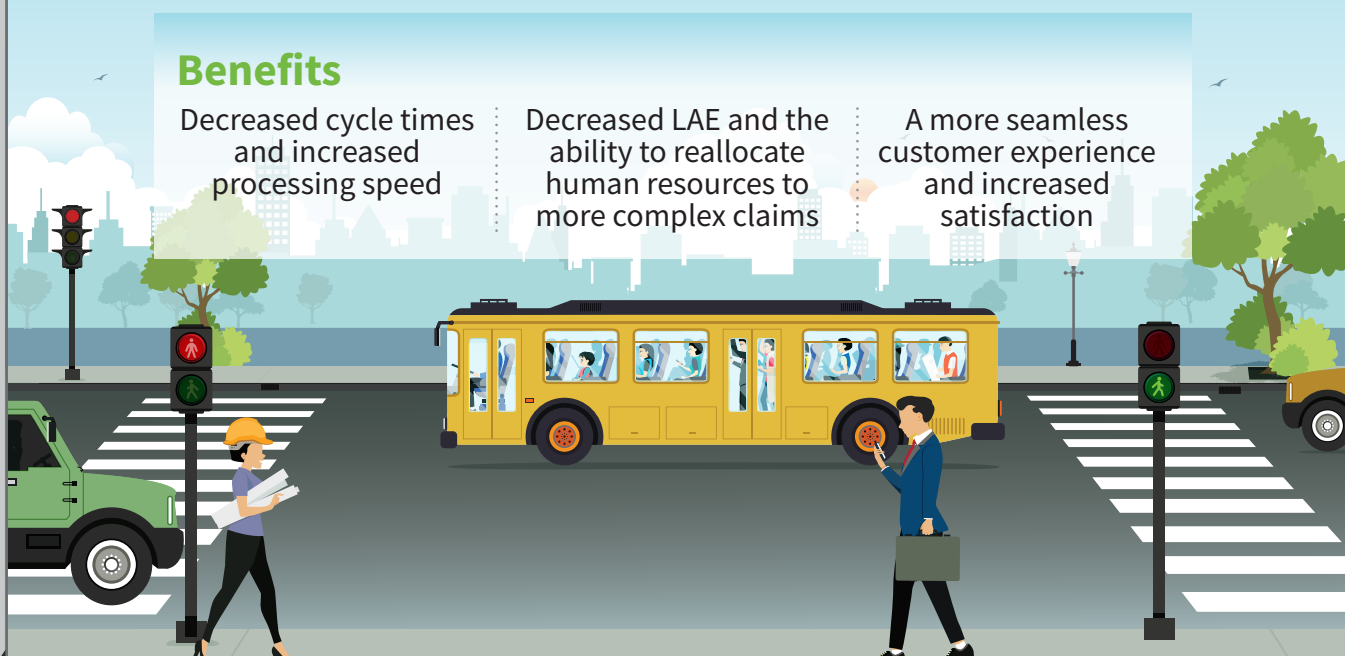 Benefits
Decreased cycle times
and increased
processing speed
Decreased LAE and the
ability to reallocate
human resources to
more complex claims
A more seamless
customer experience
and increased
satisfaction